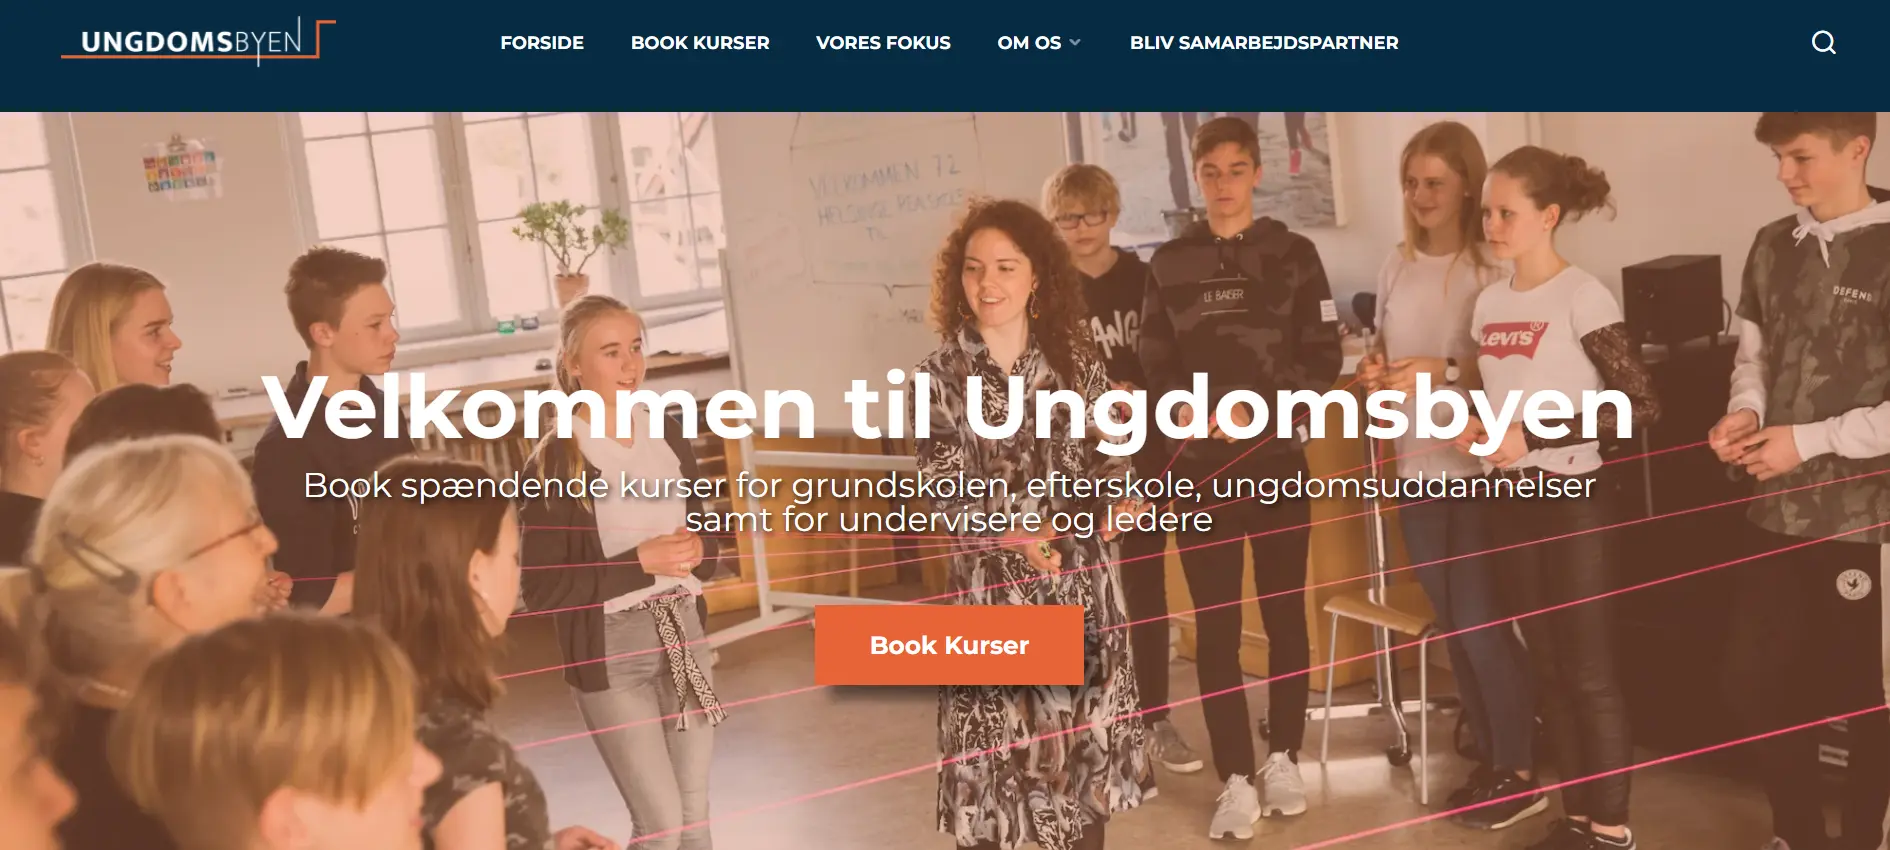 UNGDOMSBYEN
FORSIDE
BOOK KURSER
VORES FOKUS
OM OS
BLIV SAMARBEJDSPARTNER
VELKOMMEN 7.Z
HELSINGE REALSKOLE
TIL
LE BAISER
DEFEND
LEVI'S®
Velkommen til Ungdomsbyen
Book spændende kurser for grundskolen, efterskole, ungdomsuddannelser
samt for undervisere og ledere
Book Kurser